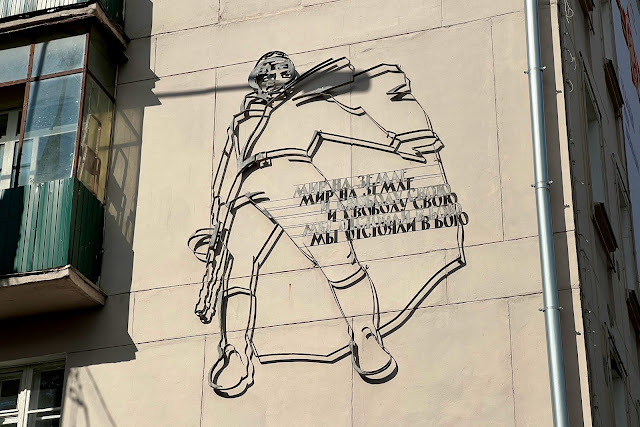 МИР НА ЗЕМЛЕ
И СВОБОДУ СВОЮ
МЫ ОТСТОЯЛИ В БОЮ